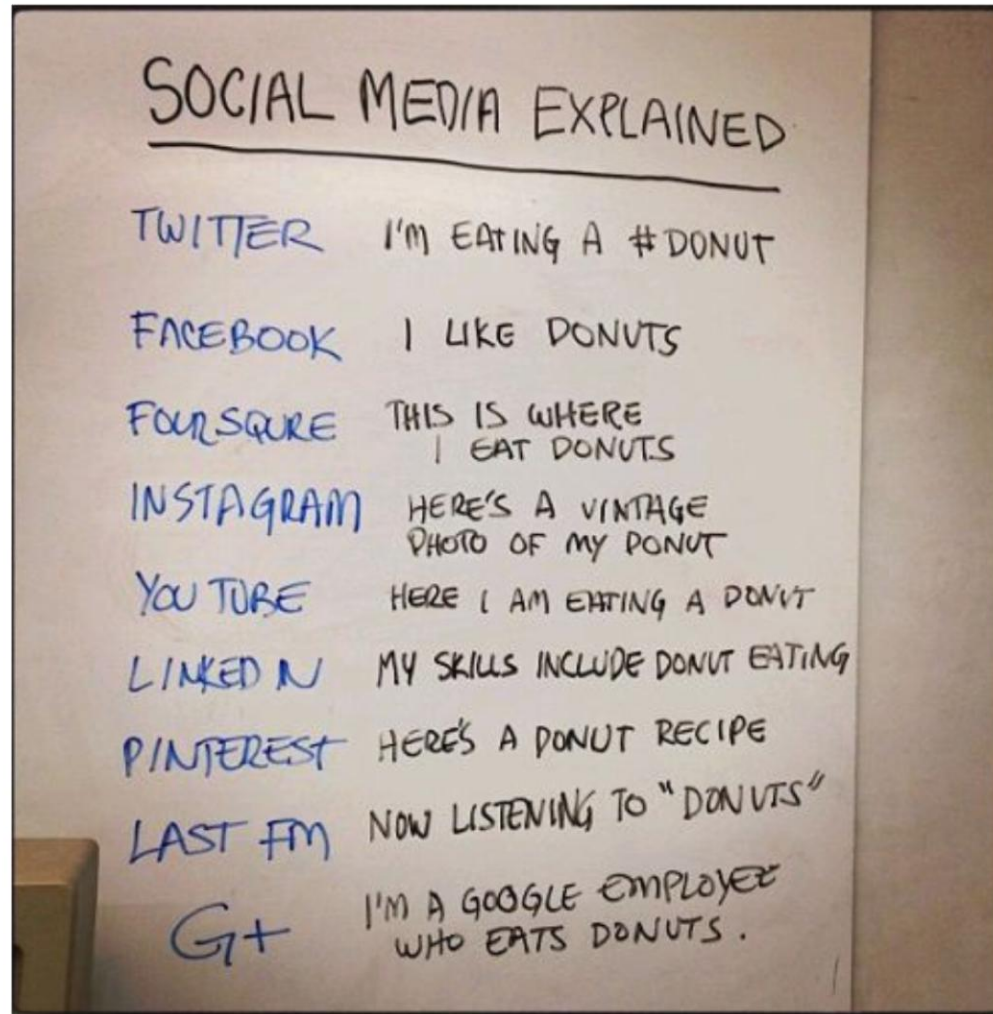 SOCIAL MEDIA EXPLAINED
TWITTER I'M EATING A #DONUT
FACEBOOK I LIKE DONUTS
FOURSQURE THIS IS WHERE
I EAT DONUTS
INSTAGRAM HERE'S A VINTAGE
PHOTO OF MY DONUT
YOU TUBE HERE I AM EATING A DONUT
LINKED IN MY SKILLS INCLUDE DONUT EATING
PINTEREST HERE'S A DONUT RECIPE
LAST FM NOW LISTENING TO "DONUTS"
G+ I'M A GOOGLE EMPLOYEE
WHO EATS DONUTS.